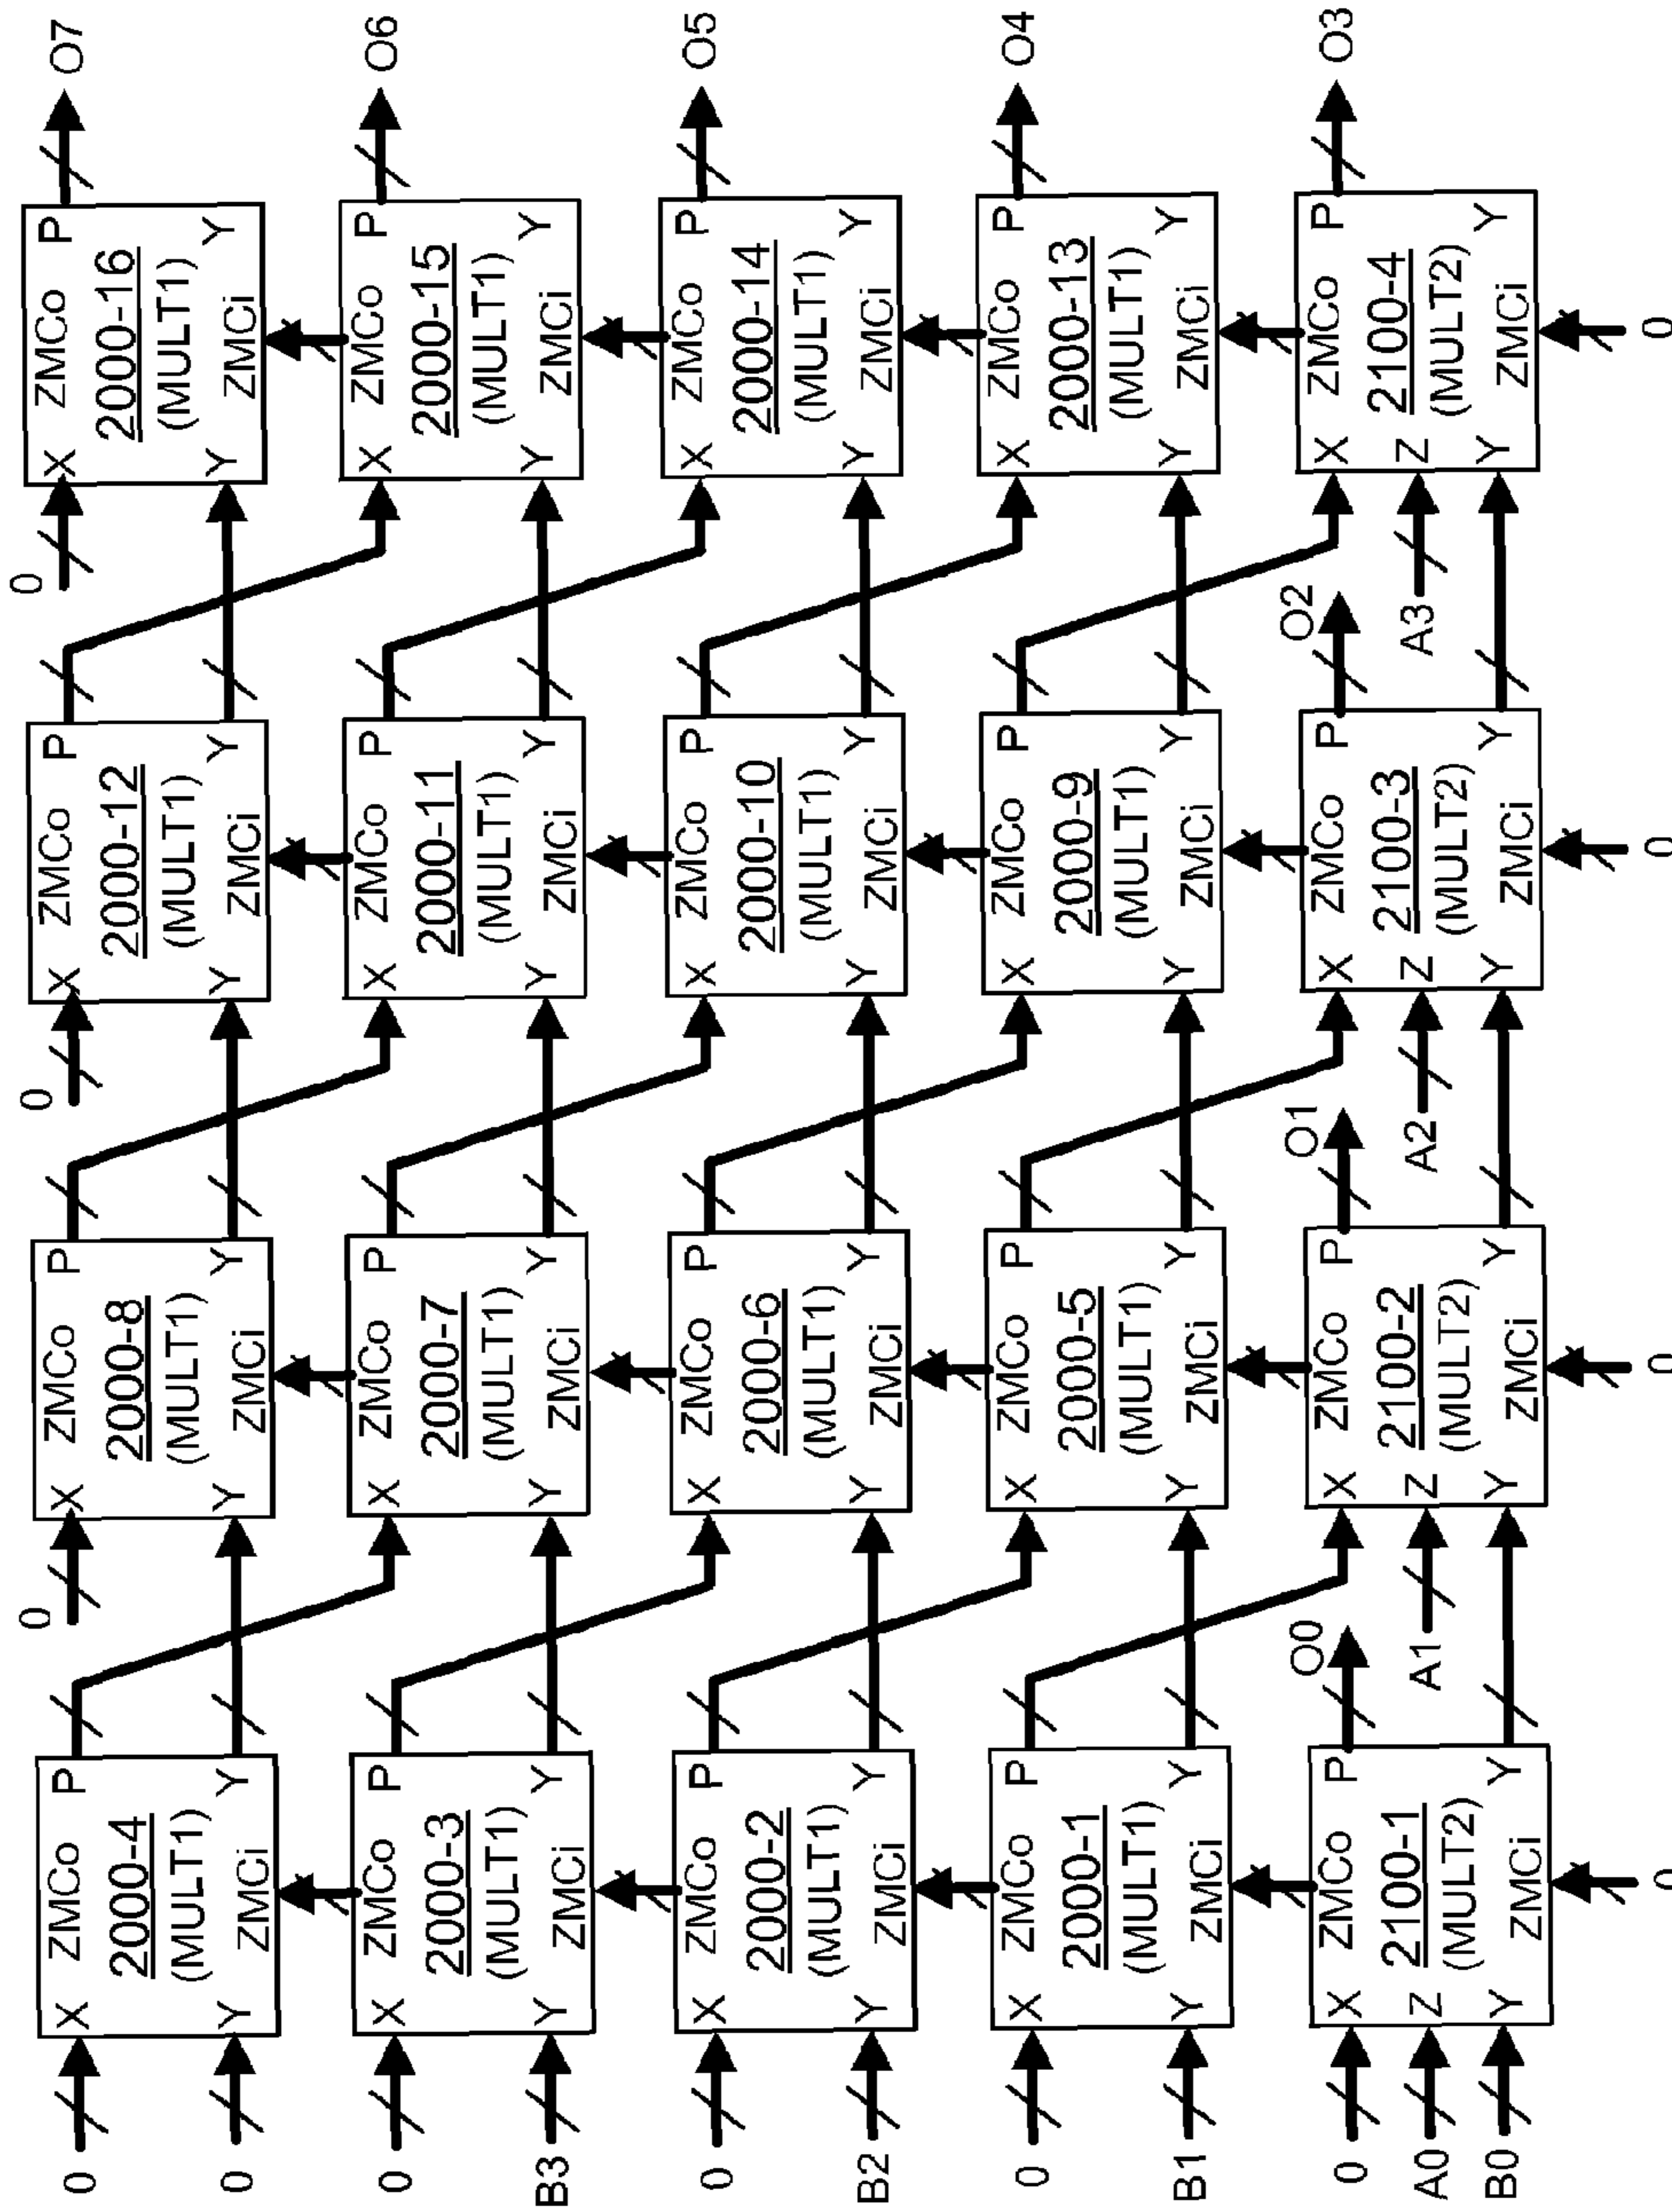 0 X ZMCo P 0 X ZMCo P 0 X ZMCo P 0 X ZMCo P O7
2000-4 2000-8 2000-12 2000-16
(MULT1) (MULT1) (MULT1) (MULT1)
0 Y Y Y Y Y Y Y Y
ZMCi ZMCi ZMCi ZMCi
0 X ZMCo P X ZMCo P X ZMCo P X ZMCo P O6
2000-3 2000-7 2000-11 2000-15
(MULT1) (MULT1) (MULT1) (MULT1)
B3 Y Y Y Y Y Y Y Y
ZMCi ZMCi ZMCi ZMCi
0 X ZMCo P X ZMCo P X ZMCo P X ZMCo P O5
2000-2 2000-6 2000-10 2000-14
(MULT1) (MULT1) (MULT1) (MULT1)
B2 Y Y Y Y Y Y Y Y
ZMCi ZMCi ZMCi ZMCi
0 X ZMCo P X ZMCo P X ZMCo P X ZMCo P O4
2000-1 2000-5 2000-9 2000-13
(MULT1) (MULT1) (MULT1) (MULT1)
B1 Y Y Y Y Y Y Y Y
ZMCi ZMCi ZMCi ZMCi
0 X ZMCo P O0 X ZMCo P O1 X ZMCo P O2 X ZMCo P O3
2100-1 2100-2 2100-3 2100-4
A0 Z A1 Z A2 Z A3 Z
(MULT2) (MULT2) (MULT2) (MULT2)
B0 Y Y Y Y Y Y Y Y
ZMCi ZMCi ZMCi ZMCi
0 0 0 0